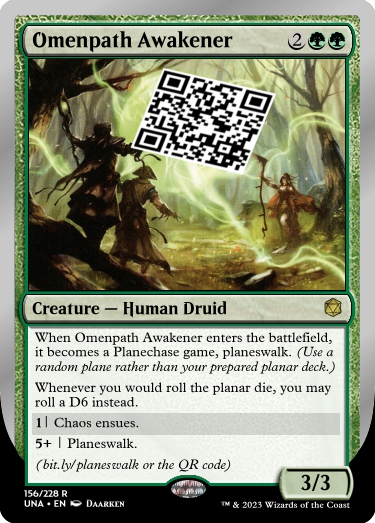 Omenpath Awakener 2
Creature — Human Druid
When Omenpath Awakener enters the battlefield,
it becomes a Planechase game, planeswalk. (Use a
random plane rather than your prepared planar deck.)
Whenever you would roll the planar die, you may
roll a D6 instead.
1 | Chaos ensues.
5+ | Planeswalk.
(bit.ly/planeswalk or the QR code)
3/3
156/228 R
UNA • EN Daarken
™ & © 2023 Wizards of the Coast